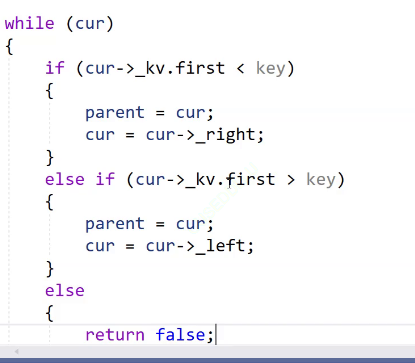 while (cur)
{
    if (cur->_kv.first < key)
    {
        parent = cur;
        cur = cur->_right;
    }
    else if (cur->_kv.first > key)
    {
        parent = cur;
        cur = cur->_left;
    }
    else
    {
        return false;